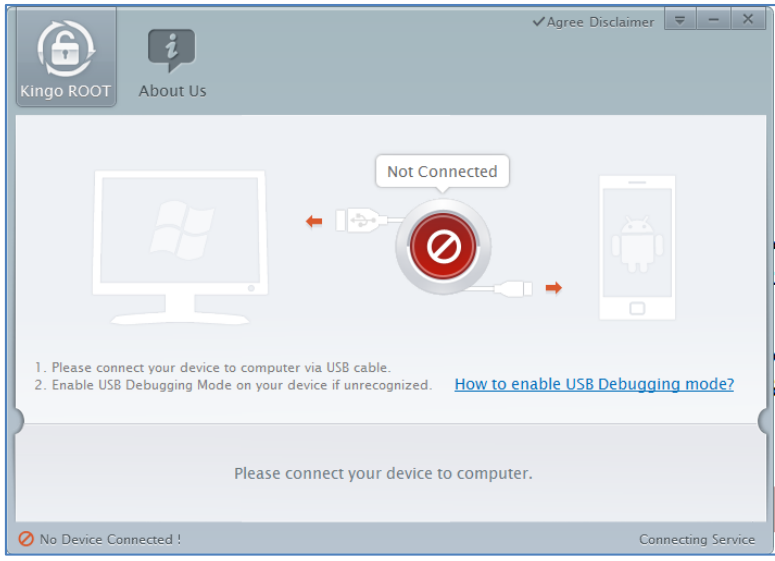 Agree Disclaimer
Kingo ROOT
About Us
Not Connected
1. Please connect your device to computer via USB cable.
2. Enable USB Debugging Mode on your device if unrecognized. How to enable USB Debugging mode?
Please connect your device to computer.
No Device Connected !
Connecting Service